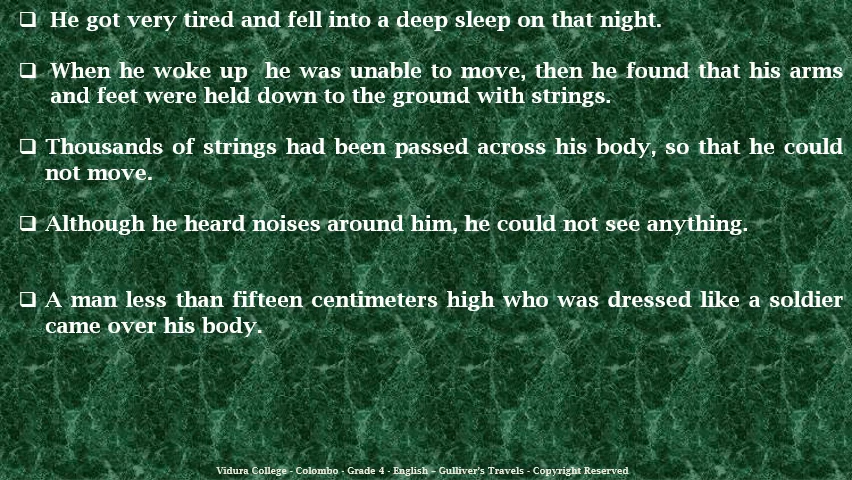 ❑ He got very tired and fell into a deep sleep on that night.
❑ When he woke up  he was unable to move, then he found that his arms
and feet were held down to the ground with strings.
❑ Thousands of strings had been passed across his body, so that he could
not move.
❑ Although he heard noises around him, he could not see anything.
❑ A man less than fifteen centimeters high who was dressed like a soldier
came over his body.
Vidura College - Colombo - Grade 4 - English – Gulliver's Travels - Copyright Reserved